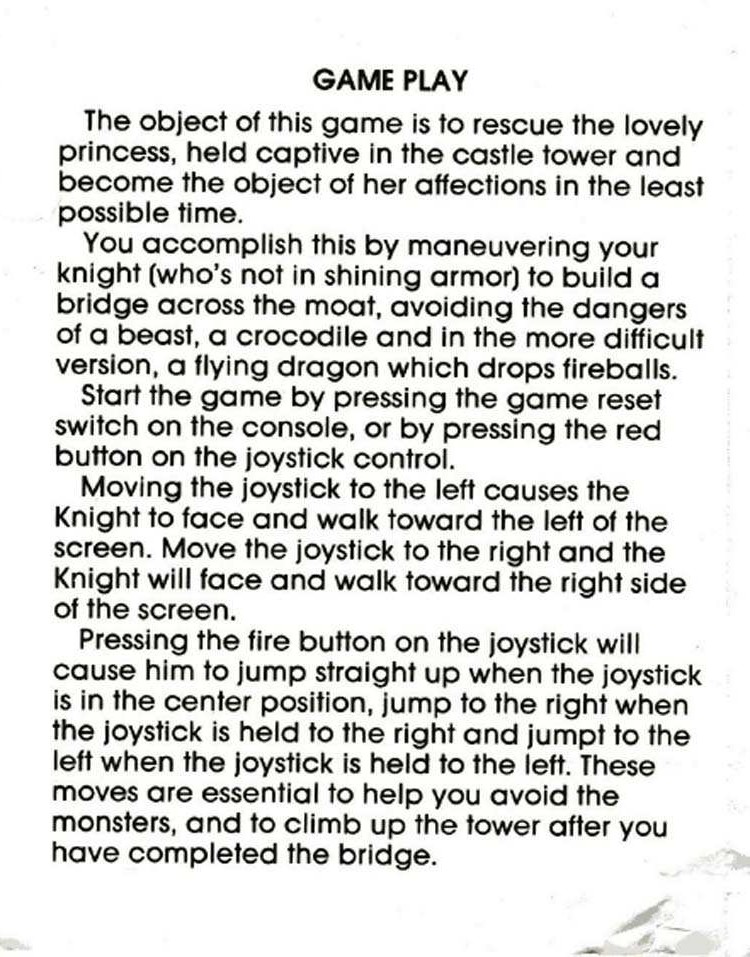 GAME PLAY
The object of this game is to rescue the lovely
princess, held captive in the castle tower and
become the object of her affections in the least
possible time.
You accomplish this by maneuvering your
knight (who's not in shining armor) to build a
bridge across the moat, avoiding the dangers
of a beast, a crocodile and in the more difficult
version, a flying dragon which drops fireballs.
Start the game by pressing the game reset
switch on the console, or by pressing the red
button on the joystick control.
Moving the joystick to the left causes the
Knight to face and walk toward the left of the
screen. Move the joystick to the right and the
Knight will face and walk toward the right side
of the screen.
Pressing the fire button on the joystick will
cause him to jump straight up when the joystick
is in the center position, jump to the right when
the joystick is held to the right and jumpt to the
left when the joystick is held to the left. These
moves are essential to help you avoid the
monsters, and to climb up the tower after you
have completed the bridge.